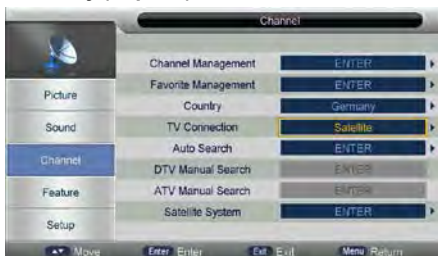 Channel
Channel Management ENTER
Favorite Management ENTER
Country Germany
TV Connection Satellite
Auto Search ENTER
DTV Manual Search ENTER
ATV Manual Search ENTER
Satellite System ENTER
Picture
Sound
Channel
Feature
Setup
Move Enter Enter Exit Exit Menu Return